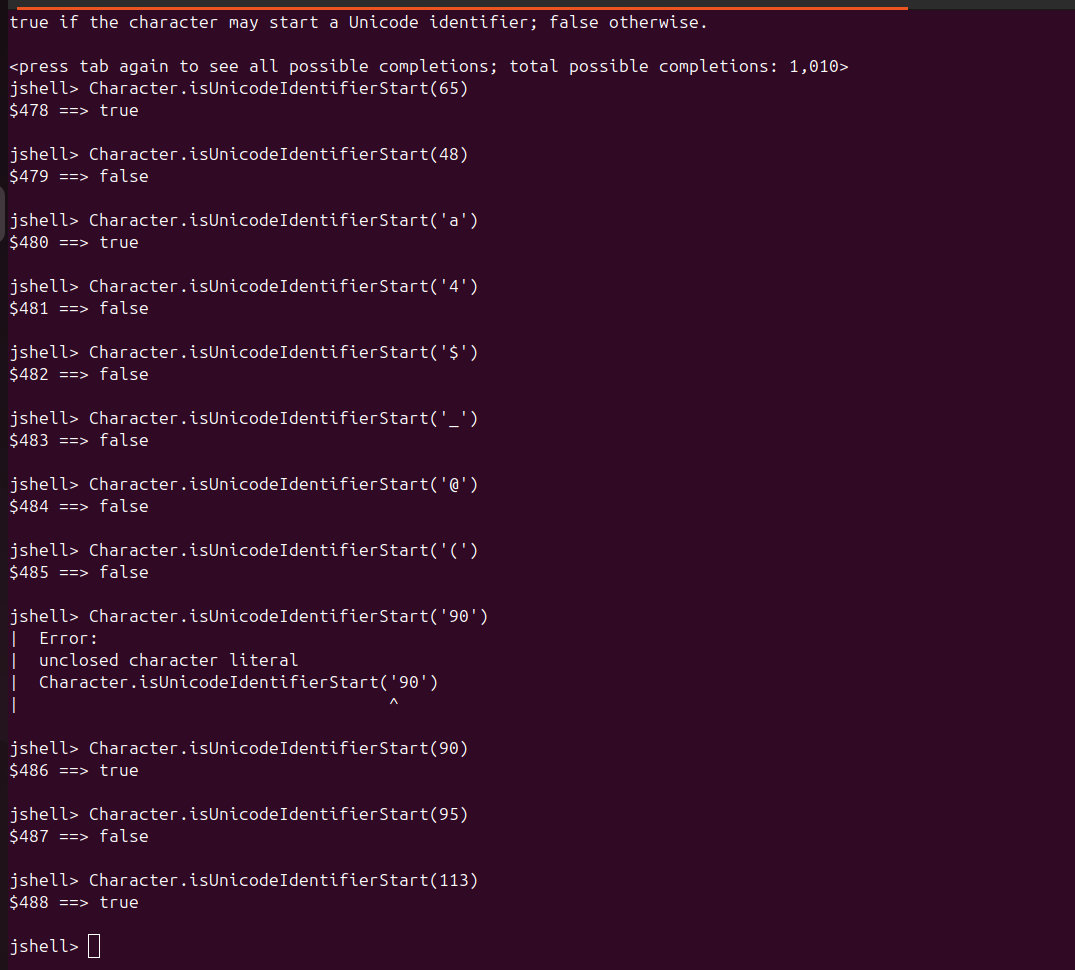 true if the character may start a Unicode identifier; false otherwise.
<press tab again to see all possible completions; total possible completions: 1,010>
jshell> Character.isUnicodeIdentifierStart(65)
$478 ==> true
jshell> Character.isUnicodeIdentifierStart(48)
$479 ==> false
jshell> Character.isUnicodeIdentifierStart('a')
$480 ==> true
jshell> Character.isUnicodeIdentifierStart('4')
$481 ==> false
jshell> Character.isUnicodeIdentifierStart('$')
$482 ==> false
jshell> Character.isUnicodeIdentifierStart('_')
$483 ==> false
jshell> Character.isUnicodeIdentifierStart('@')
$484 ==> false
jshell> Character.isUnicodeIdentifierStart('(')
$485 ==> false
jshell> Character.isUnicodeIdentifierStart('90')
|  Error:
|  unclosed character literal
|  Character.isUnicodeIdentifierStart('90')
|                                     ^
jshell> Character.isUnicodeIdentifierStart(90)
$486 ==> true
jshell> Character.isUnicodeIdentifierStart(95)
$487 ==> false
jshell> Character.isUnicodeIdentifierStart(113)
$488 ==> true
jshell>